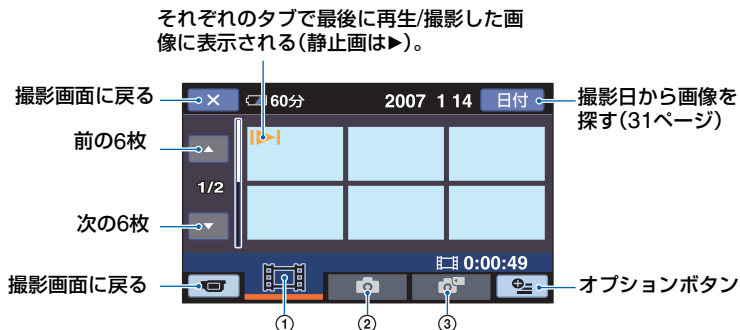 それぞれのタブで最後に再生/撮影した画
像に表示される(静止画は▶)。
撮影画面に戻る
60分
2007 1 14
日付
撮影日から画像を
探す(31ページ)
前の6枚
1/2
次の6枚
0:00:49
撮影画面に戻る
オプションボタン
① ② ③